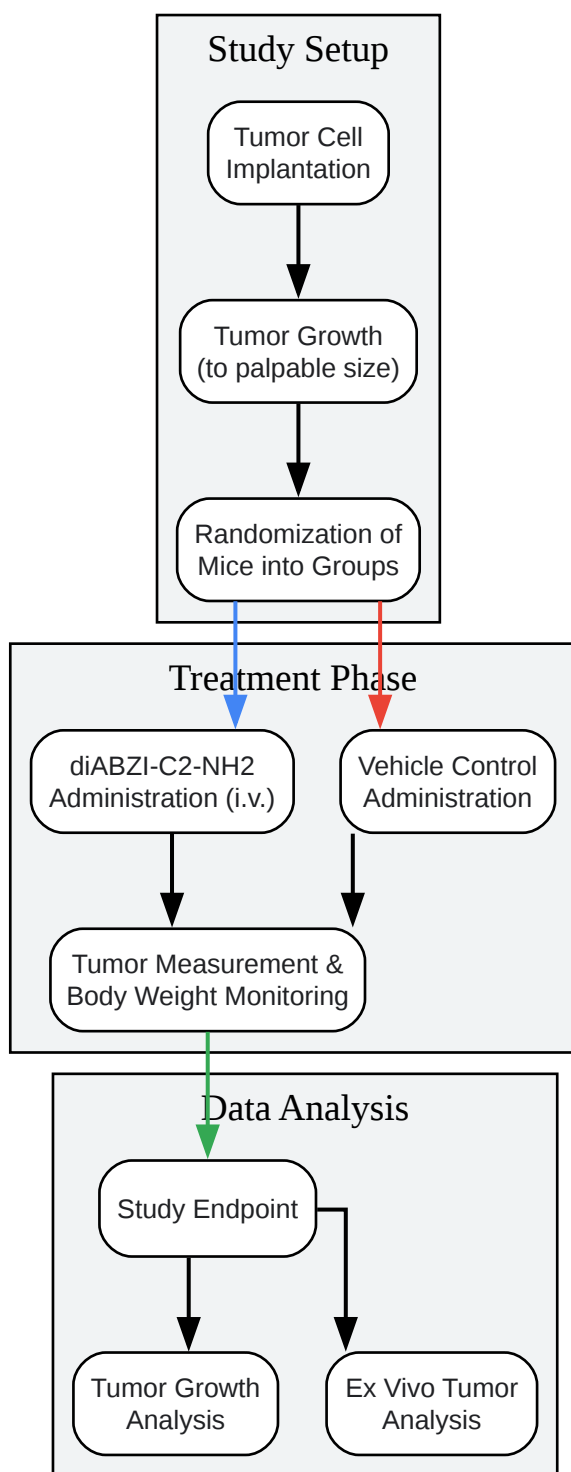 Study Setup
Tumor Cell
Implantation
Tumor Growth
(to palpable size)
Randomization of
Mice into Groups
Treatment Phase
diABZI-C2-NH2
Administration (i.v.)
Vehicle Control
Administration
Tumor Measurement &
Body Weight Monitoring
Data Analysis
Study Endpoint
Tumor Growth
Analysis
Ex Vivo Tumor
Analysis